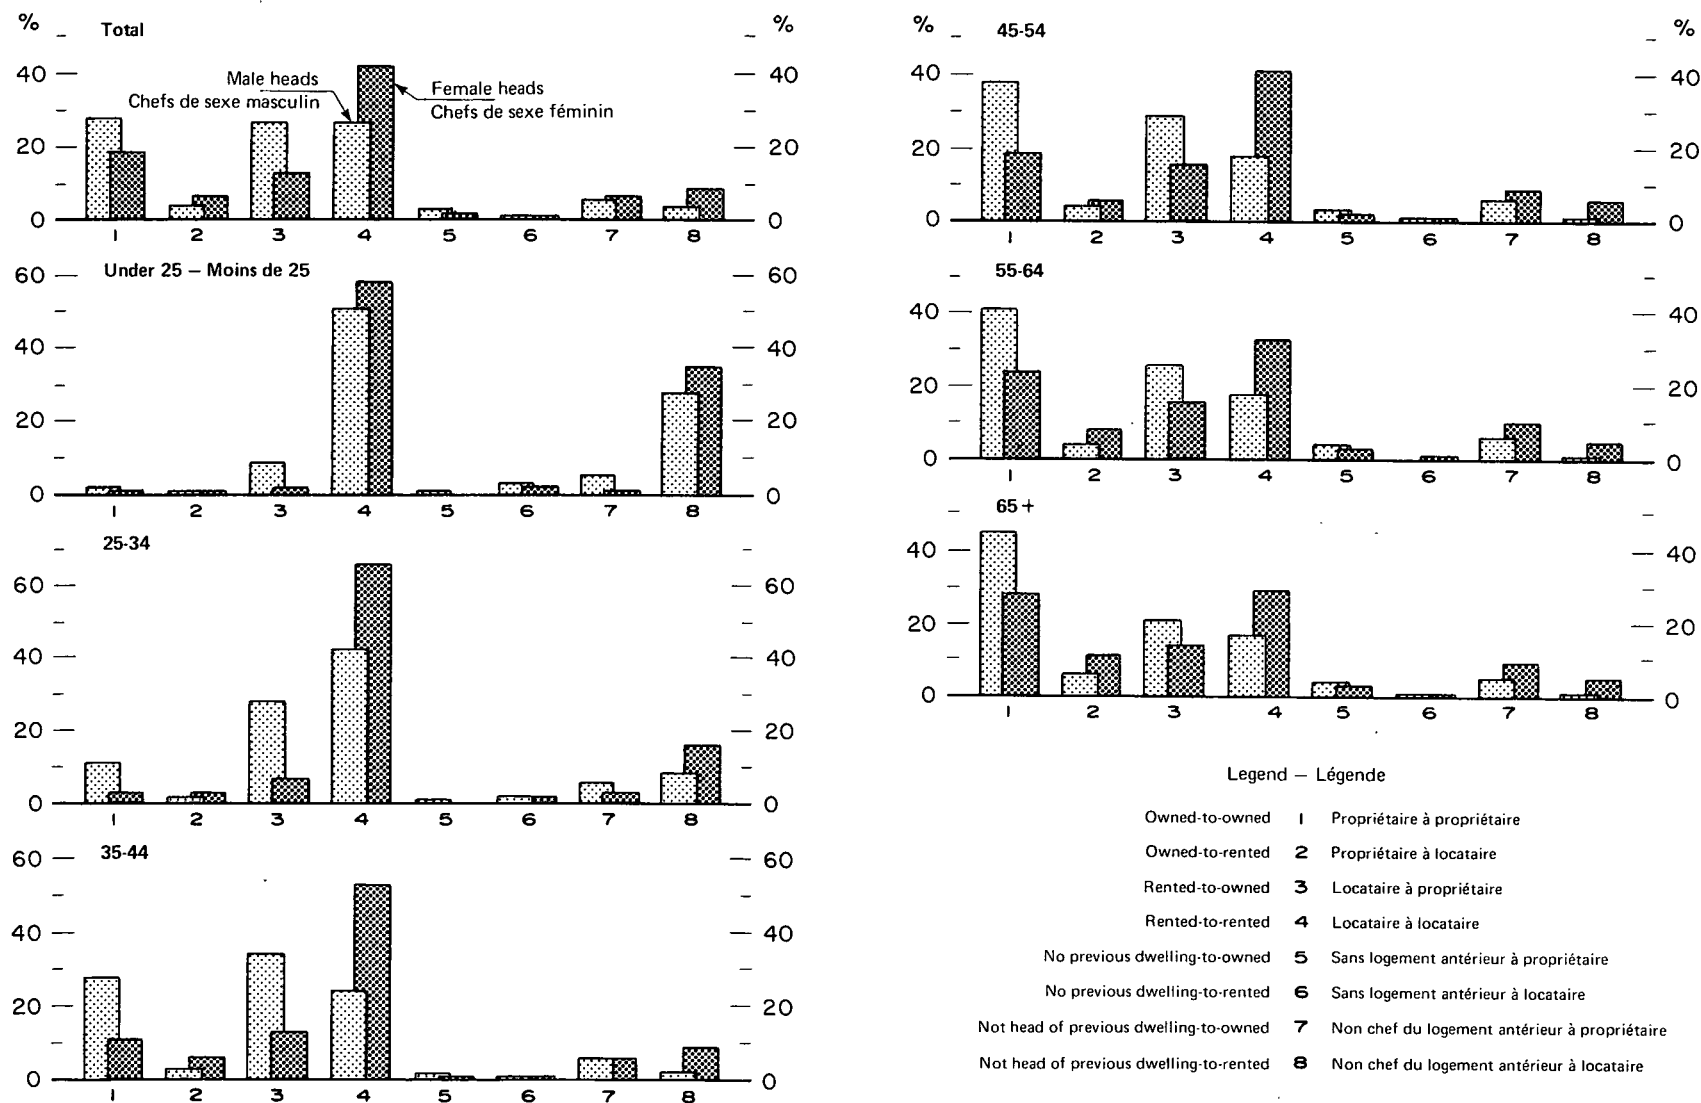 %
Total
%
40
40
Male heads
Chefs de sexe masculin
Female heads
Chefs de sexe féminin
20
20
0
0
1 2 3 4 5 6 7 8
60
Under 25 – Moins de 25
60
40
40
20
20
0
0
1 2 3 4 5 6 7 8
25-34
60
60
40
40
20
20
0
0
1 2 3 4 5 6 7 8
60
35-44
60
40
40
20
20
0
0
1 2 3 4 5 6 7 8
%
45-54
%
40
40
20
20
0
0
1 2 3 4 5 6 7 8
55-64
40
40
20
20
0
0
1 2 3 4 5 6 7 8
65 +
40
40
20
20
0
0
1 2 3 4 5 6 7 8
Legend – Légende
Owned-to-owned 1 Propriétaire à propriétaire
Owned-to-rented 2 Propriétaire à locataire
Rented-to-owned 3 Locataire à propriétaire
Rented-to-rented 4 Locataire à locataire
No previous dwelling-to-owned 5 Sans logement antérieur à propriétaire
No previous dwelling-to-rented 6 Sans logement antérieur à locataire
Not head of previous dwelling-to-owned 7 Non chef du logement antérieur à propriétaire
Not head of previous dwelling-to-rented 8 Non chef du logement antérieur à locataire